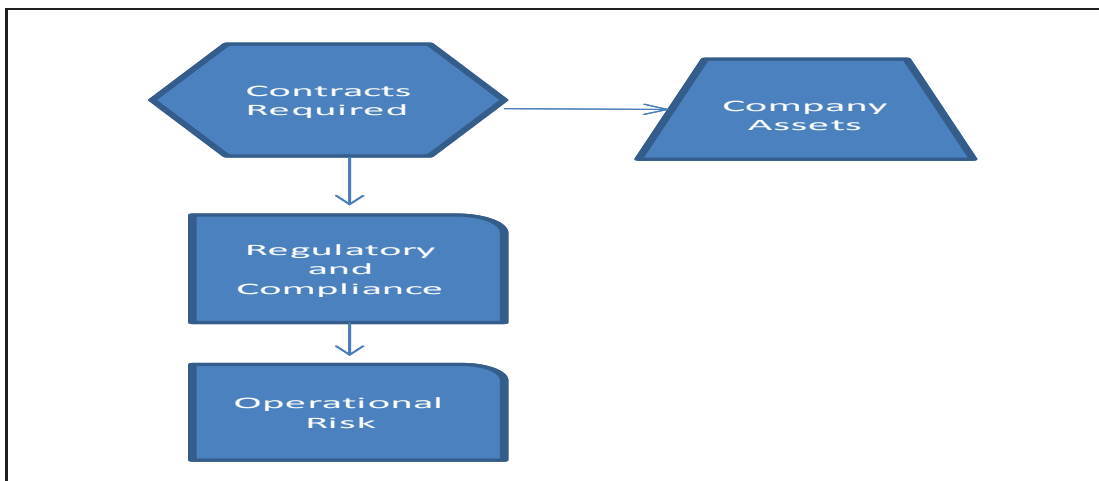 Contracts
Required
Company
Assets
Regulatory
and
Compliance
Operational
Risk